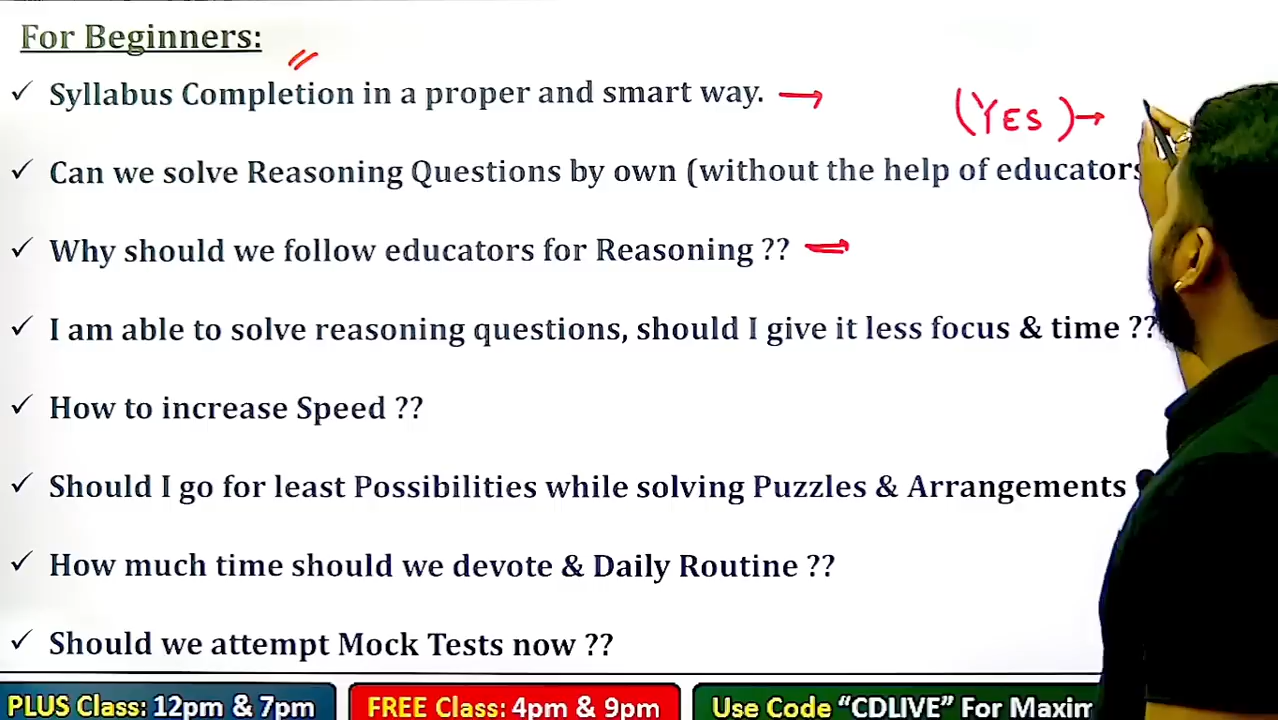 For Beginners:
✓ Syllabus Completion in a proper and smart way. →
(YES)→
✓ Can we solve Reasoning Questions by own (without the help of educators
✓ Why should we follow educators for Reasoning ?? →
✓ I am able to solve reasoning questions, should I give it less focus & time ??
✓ How to increase Speed ??
✓ Should I go for least Possibilities while solving Puzzles & Arrangements
✓ How much time should we devote & Daily Routine ??
✓ Should we attempt Mock Tests now ??
PLUS Class: 12pm & 7pm FREE Class: 4pm & 9pm Use Code “CDLIVE” For Maxim